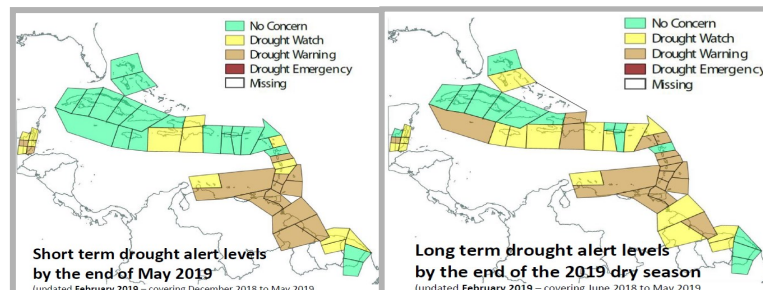 No Concern
Drought Watch
Drought Warning
Drought Emergency
Missing
Short term drought alert levels
by the end of May 2019
(updated February 2019 – covering December 2018 to May 2019
No Concern
Drought Watch
Drought Warning
Drought Emergency
Missing
Long term drought alert levels
by the end of the 2019 dry season
(updated February 2019 – covering June 2018 to May 2019